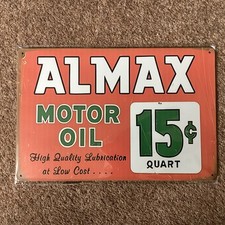 ALMAX
MOTOR
OIL
15¢
QUART
High Quality Lubrication
at Low Cost....